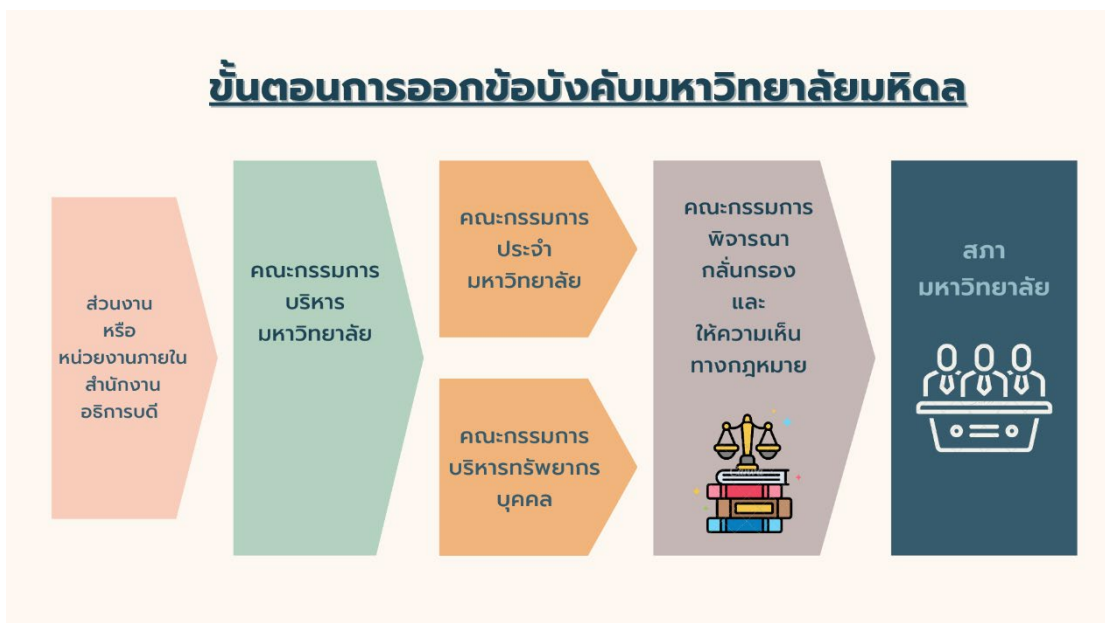 ขั้นตอนการออกข้อบังคับมหาวิทยาลัยมหิดล
ส่วนงาน
หรือ
หน่วยงานภายใน
สำนักงาน
อธิการบดี
คณะกรรมการ
บริหาร
มหาวิทยาลัย
คณะกรรมการ
ประจำ
มหาวิทยาลัย
คณะกรรมการ
บริหารทรัพยากร
บุคคล
คณะกรรมการ
พิจารณา
กลั่นกรอง
และ
ให้ความเห็น
ทางกฎหมาย
สภา
มหาวิทยาลัย